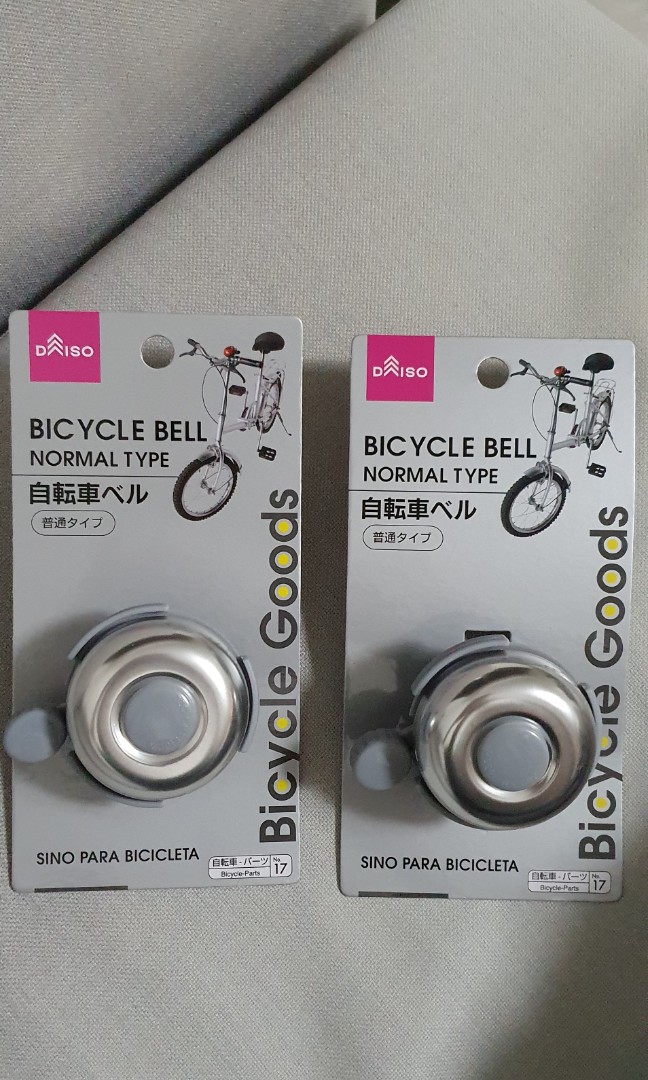 DAISO
BICYCLE BELL
NORMAL TYPE
自転車ベル
普通タイプ
Bicycle Goods
SINO PARA BICICLETA
自転車-パーツ
Bicycle-Parts
No.
17
DAISO
BICYCLE BELL
NORMAL TYPE
自転車ベル
普通タイプ
Bicycle Goods
SINO PARA BICICLETA
自転車-パーツ
Bicycle-Parts
No.
17